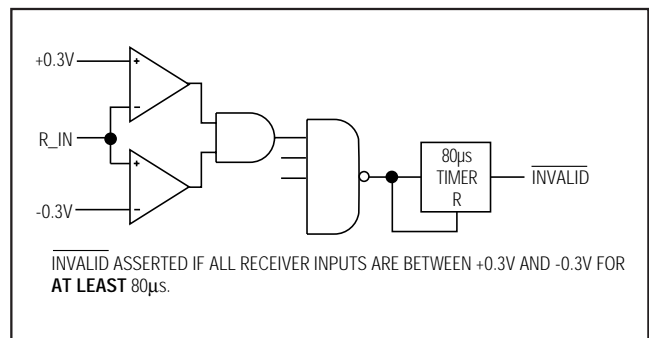 +0.3V
R_IN
-0.3V
80µs
TIMER
R
INVALID
INVALID ASSERTED IF ALL RECEIVER INPUTS ARE BETWEEN +0.3V AND -0.3V FOR
AT LEAST 80µs.